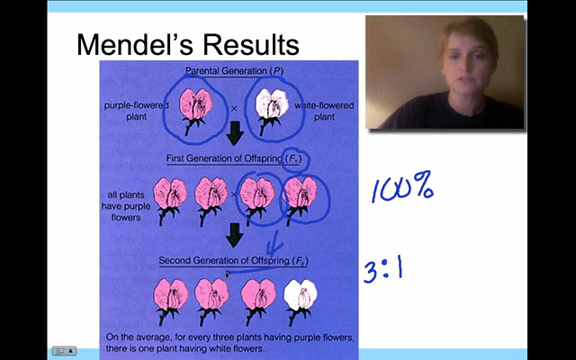 Mendel's Results
Parental Generation (P)
purple-flowered
plant
×
white-flowered
plant
First Generation of Offspring (F₁)
100%
all plants
have purple
flowers
×
Second Generation of Offspring (F₂)
3:1
On the average, for every three plants having purple flowers,
there is one plant having white flowers.